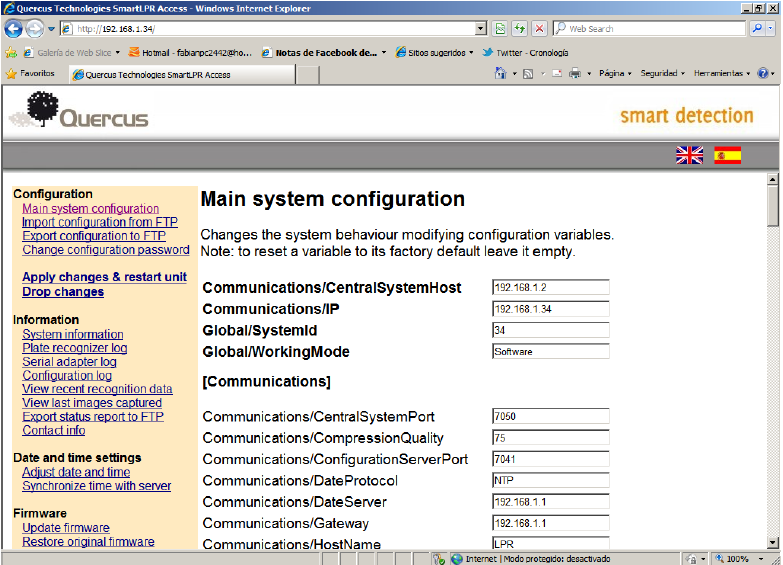 Quercus Technologies SmartLPR Access - Windows Internet Explorer
http://192.168.1.34/
Web Search
Galería de Web Slice
Hotmail - fabianpc2442@ho...
Notas de Facebook de...
Sitios sugeridos
Twitter - Cronología
Favoritos
Quercus Technologies SmartLPR Access
Página
Seguridad
Herramientas
Quercus
smart detection
Configuration
Main system configuration
Import configuration from FTP
Export configuration to FTP
Change configuration password
Apply changes & restart unit
Drop changes
Information
System information
Plate recognizer log
Serial adapter log
Configuration log
View recent recognition data
View last images captured
Export status report to FTP
Contact info
Date and time settings
Adjust date and time
Synchronize time with server
Firmware
Update firmware
Restore original firmware
Main system configuration
Changes the system behaviour modifying configuration variables.
Note: to reset a variable to its factory default leave it empty.
Communications/CentralSystemHost 192.168.1.2
Communications/IP 192.168.1.34
Global/SystemId 34
Global/WorkingMode Software
[Communications]
Communications/CentralSystemPort 7050
Communications/CompressionQuality 75
Communications/ConfigurationServerPort 7041
Communications/DateProtocol NTP
Communications/DateServer 192.168.1.1
Communications/Gateway 192.168.1.1
Communications/HostName LPR
Internet | Modo protegido: desactivado
100%